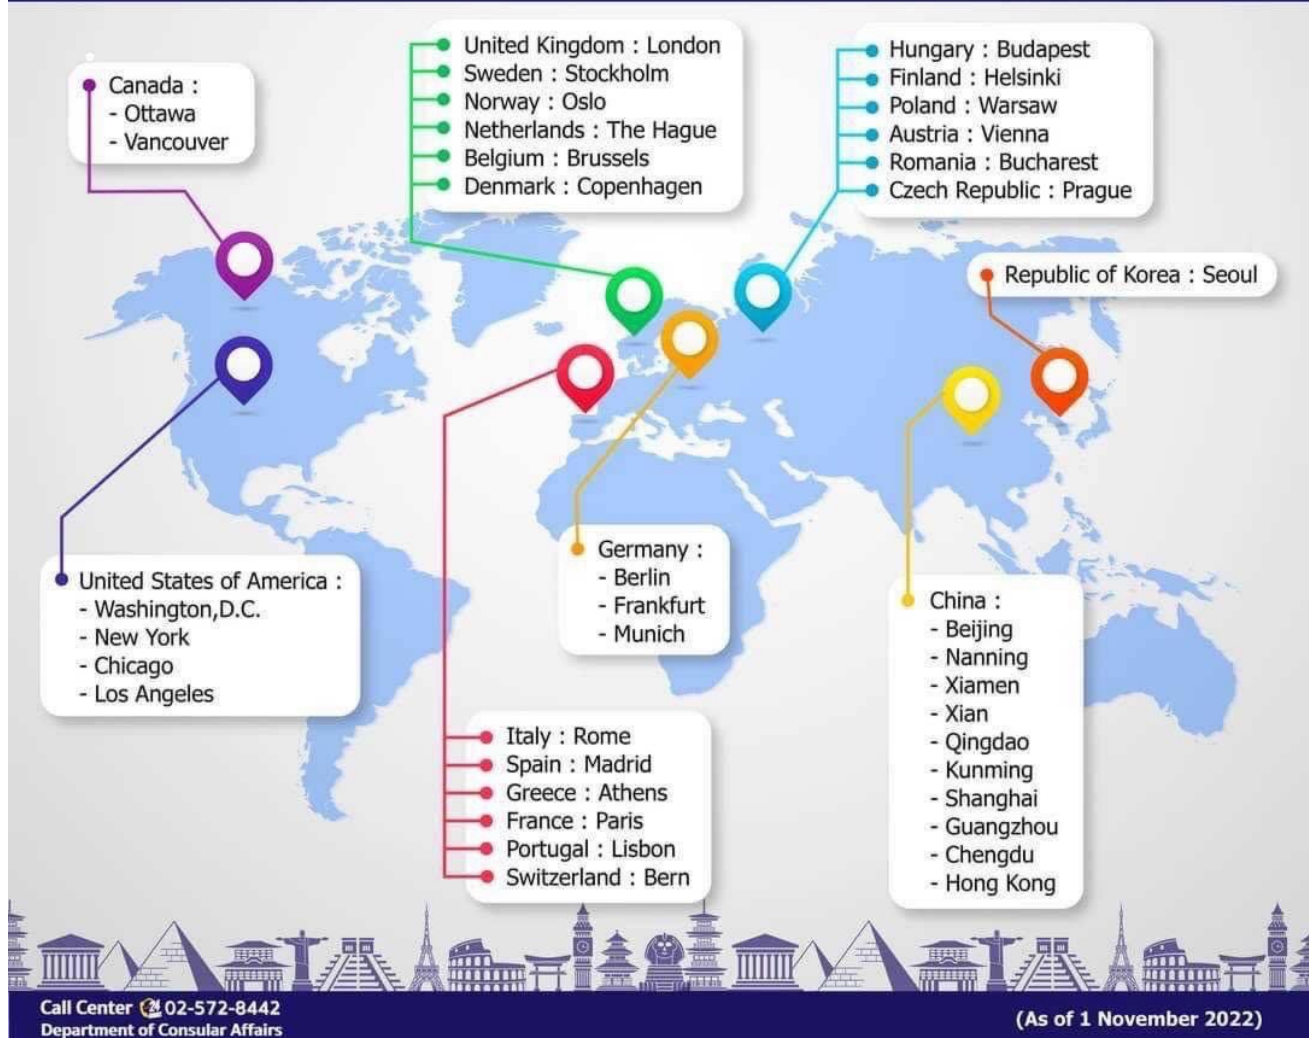 Canada :
- Ottawa
- Vancouver
United Kingdom : London
Sweden : Stockholm
Norway : Oslo
Netherlands : The Hague
Belgium : Brussels
Denmark : Copenhagen
Hungary : Budapest
Finland : Helsinki
Poland : Warsaw
Austria : Vienna
Romania : Bucharest
Czech Republic : Prague
Republic of Korea : Seoul
United States of America :
- Washington,D.C.
- New York
- Chicago
- Los Angeles
Germany :
- Berlin
- Frankfurt
- Munich
China :
- Beijing
- Nanning
- Xiamen
- Xian
- Qingdao
- Kunming
- Shanghai
- Guangzhou
- Chengdu
- Hong Kong
Italy : Rome
Spain : Madrid
Greece : Athens
France : Paris
Portugal : Lisbon
Switzerland : Bern
Call Center 02-572-8442
Department of Consular Affairs
(As of 1 November 2022)